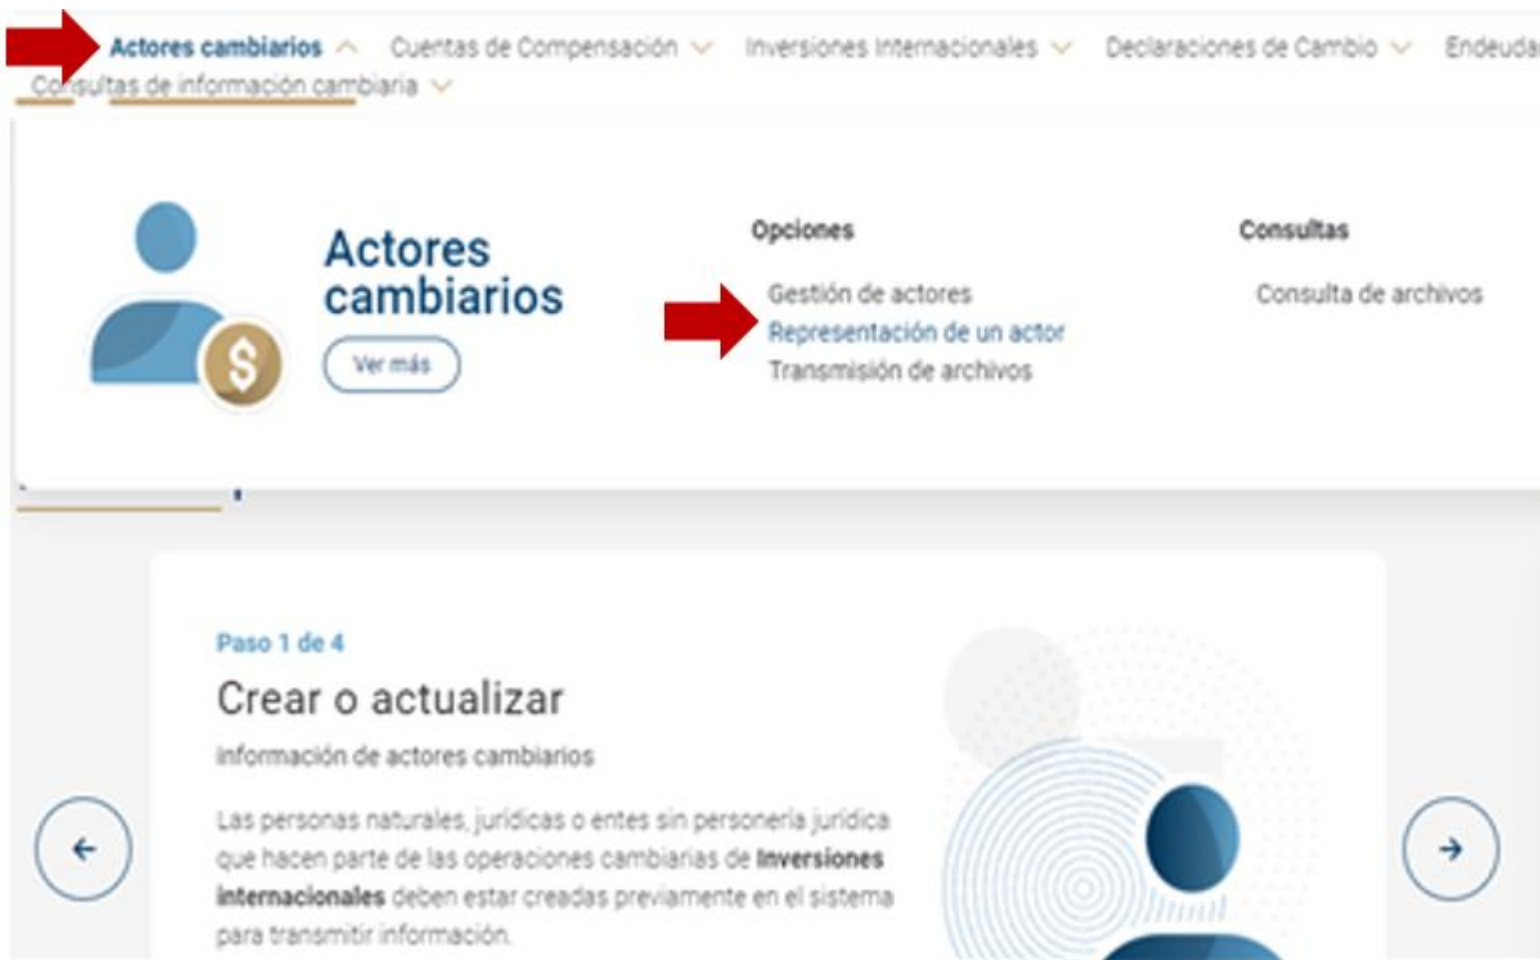 Actores cambiarios Cuentas de Compensación Inversiones Internacionales Declaraciones de Cambio Endeudar
Consultas de información cambiaria
Actores
cambiarios
Ver más
$
Opciones
Gestión de actores
Representación de un actor
Transmisión de archivos
Consultas
Consulta de archivos
Paso 1 de 4
Crear o actualizar
información de actores cambiarios
Las personas naturales, jurídicas o entes sin personería jurídica
que hacen parte de las operaciones cambiarias de Inversiones
internacionales deben estar creadas previamente en el sistema
para transmitir información.